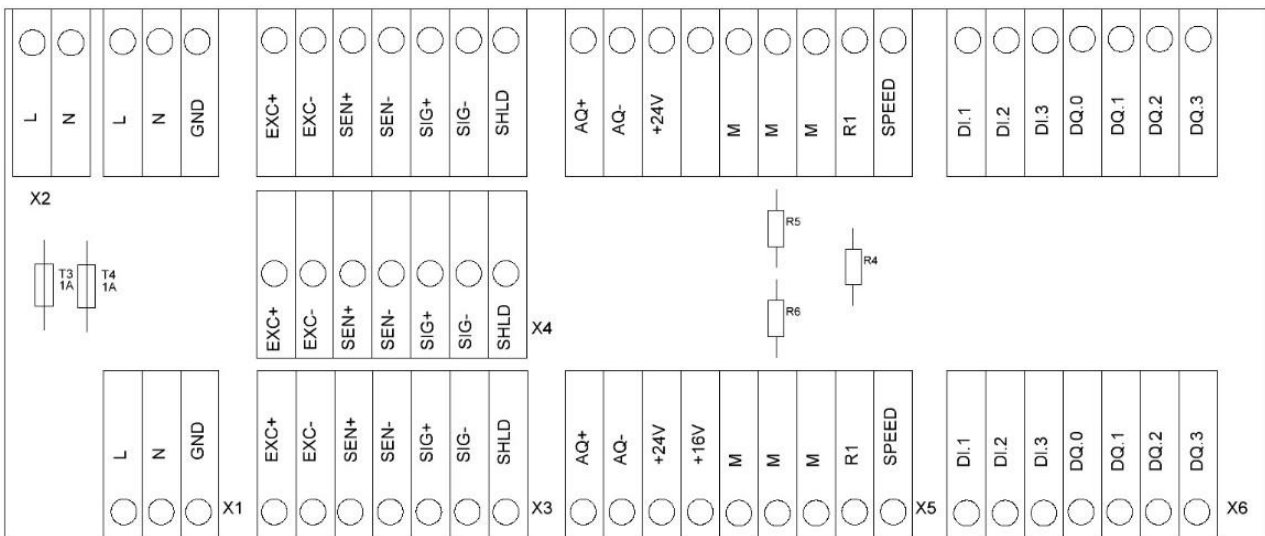 L N L N GND EXC+ EXC- SEN+ SEN- SIG+ SIG- SHLD AQ+ AQ- +24V M M M R1 SPEED DI.1 DI.2 DI.3 DQ.0 DQ.1 DQ.2 DQ.3
X2
R5
T3 T4 R4
1A 1A
R6
EXC+ EXC- SEN+ SEN- SIG+ SIG- SHLD X4
L N GND EXC+ EXC- SEN+ SEN- SIG+ SIG- SHLD AQ+ AQ- +24V +16V M M M R1 SPEED DI.1 DI.2 DI.3 DQ.0 DQ.1 DQ.2 DQ.3
X1 X3 X5 X6